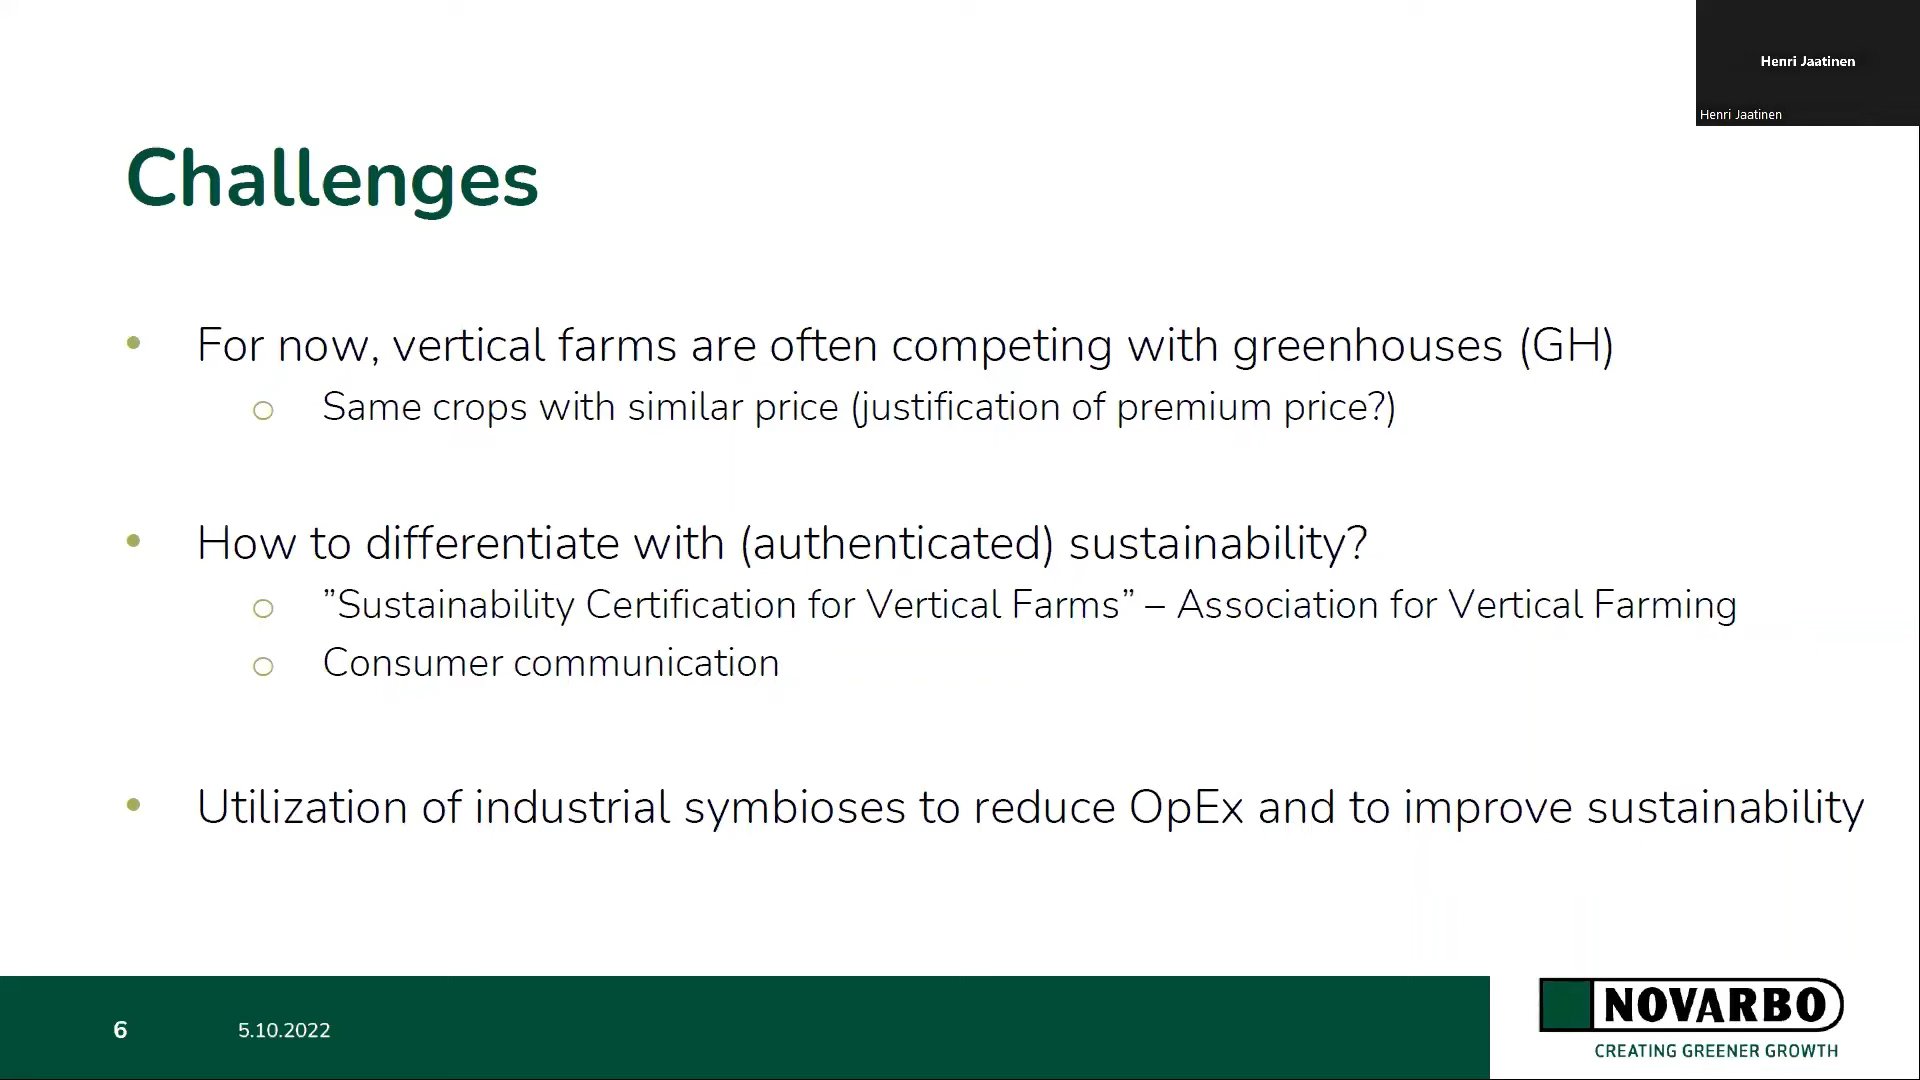 Henri Jaatinen
Henri Jaatinen
Challenges
• For now, vertical farms are often competing with greenhouses (GH)
○ Same crops with similar price (justification of premium price?)
• How to differentiate with (authenticated) sustainability?
○ ”Sustainability Certification for Vertical Farms” – Association for Vertical Farming
○ Consumer communication
• Utilization of industrial symbioses to reduce OpEx and to improve sustainability
6 5.10.2022
NOVARBO
CREATING GREENER GROWTH